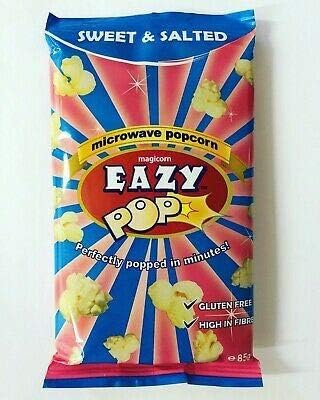 SWEET & SALTED
microwave popcorn
magicorn
EAZY
POP
Perfectly popped in minutes!
✓ GLUTEN FREE
✓ HIGH IN FIBRE
℮ 85g